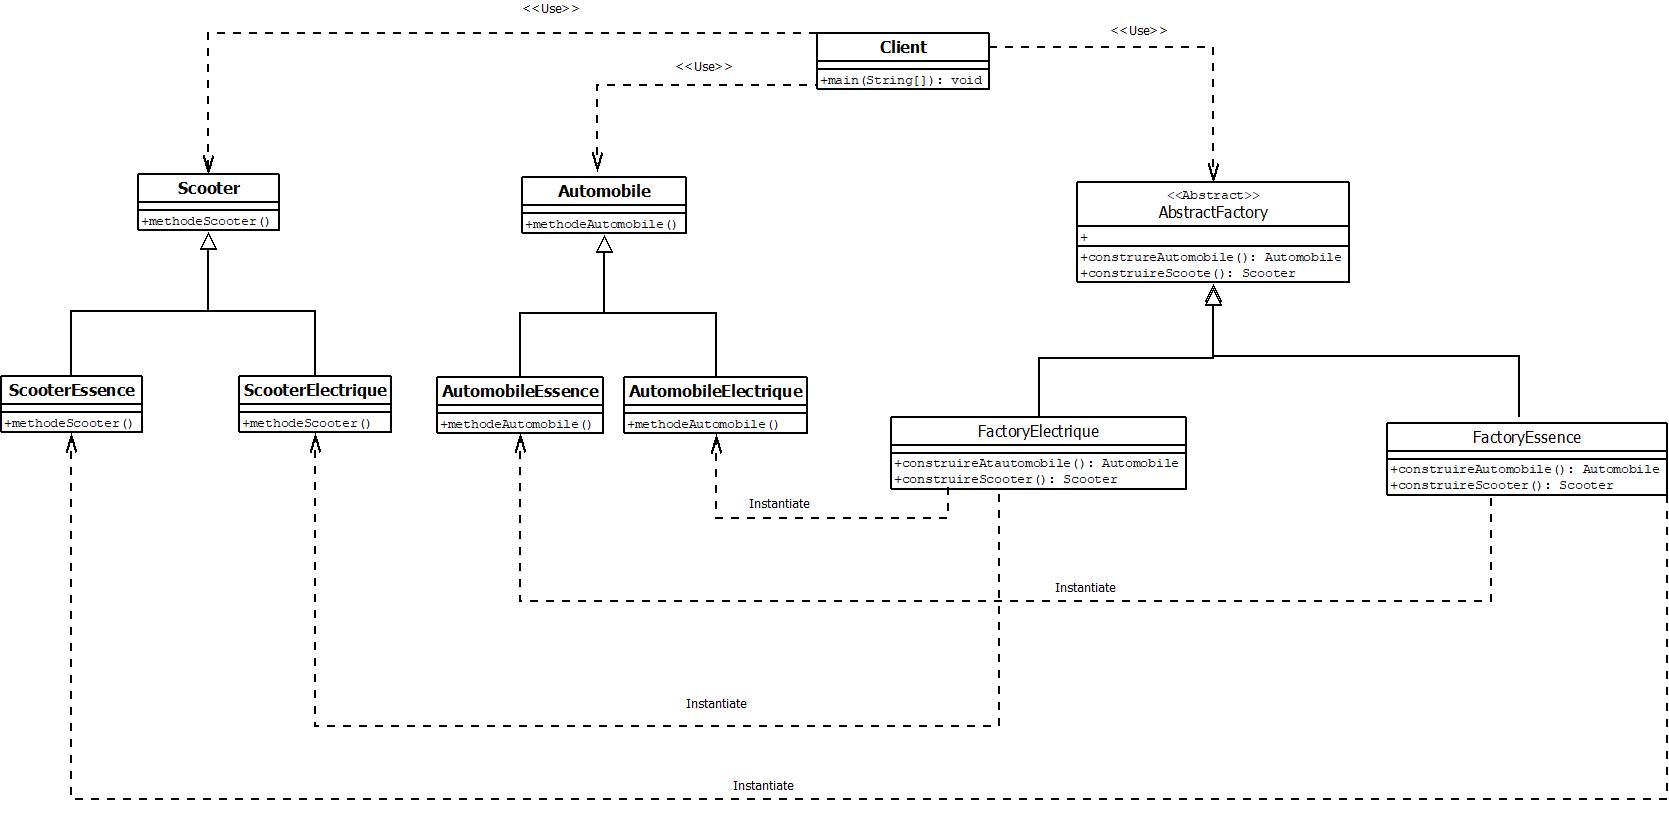 <<Use>>
<<Use>>
<<Use>>
Client
+main(String[]): void
Scooter
+methodeScooter()
Automobile
+methodeAutomobile()
<<Abstract>>
AbstractFactory
+
+construreAutomobile(): Automobile
+construireScoote(): Scooter
ScooterEssence
+methodeScooter()
ScooterElectrique
+methodeScooter()
AutomobileEssence
+methodeAutomobile()
AutomobileElectrique
+methodeAutomobile()
FactoryElectrique
+construireAtautomobile(): Automobile
+construireScooter(): Scooter
FactoryEssence
+construireAutomobile(): Automobile
+construireScooter(): Scooter
Instantiate
Instantiate
Instantiate
Instantiate